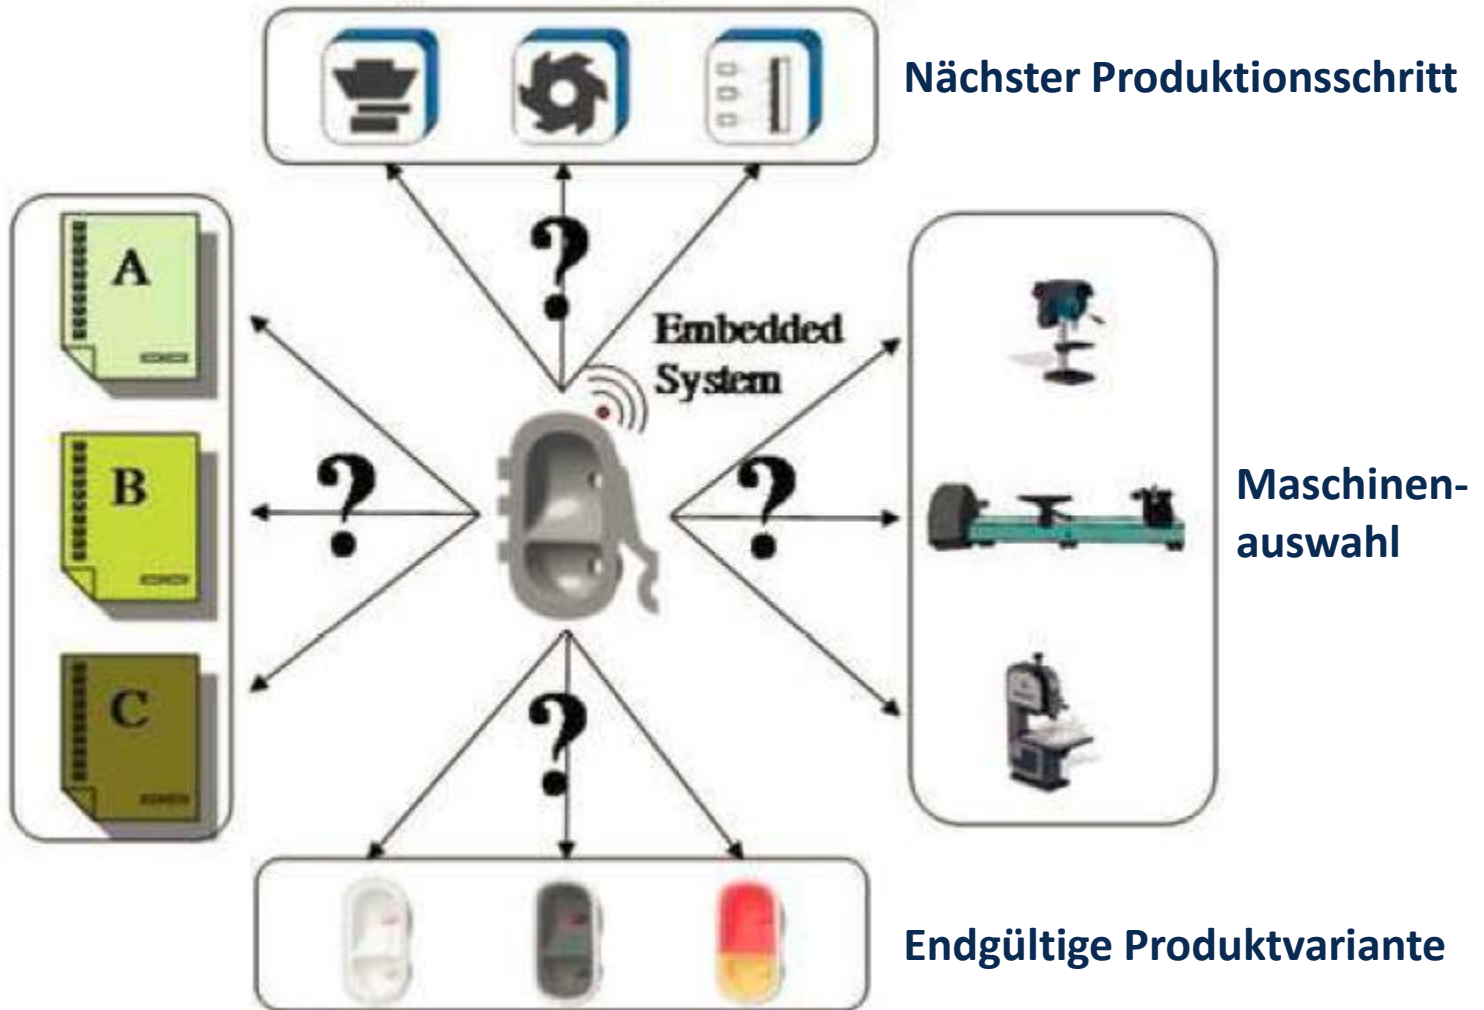 Nächster Produktionsschritt
A
B
C
Embedded
System
Maschinen-
auswahl
Endgültige Produktvariante